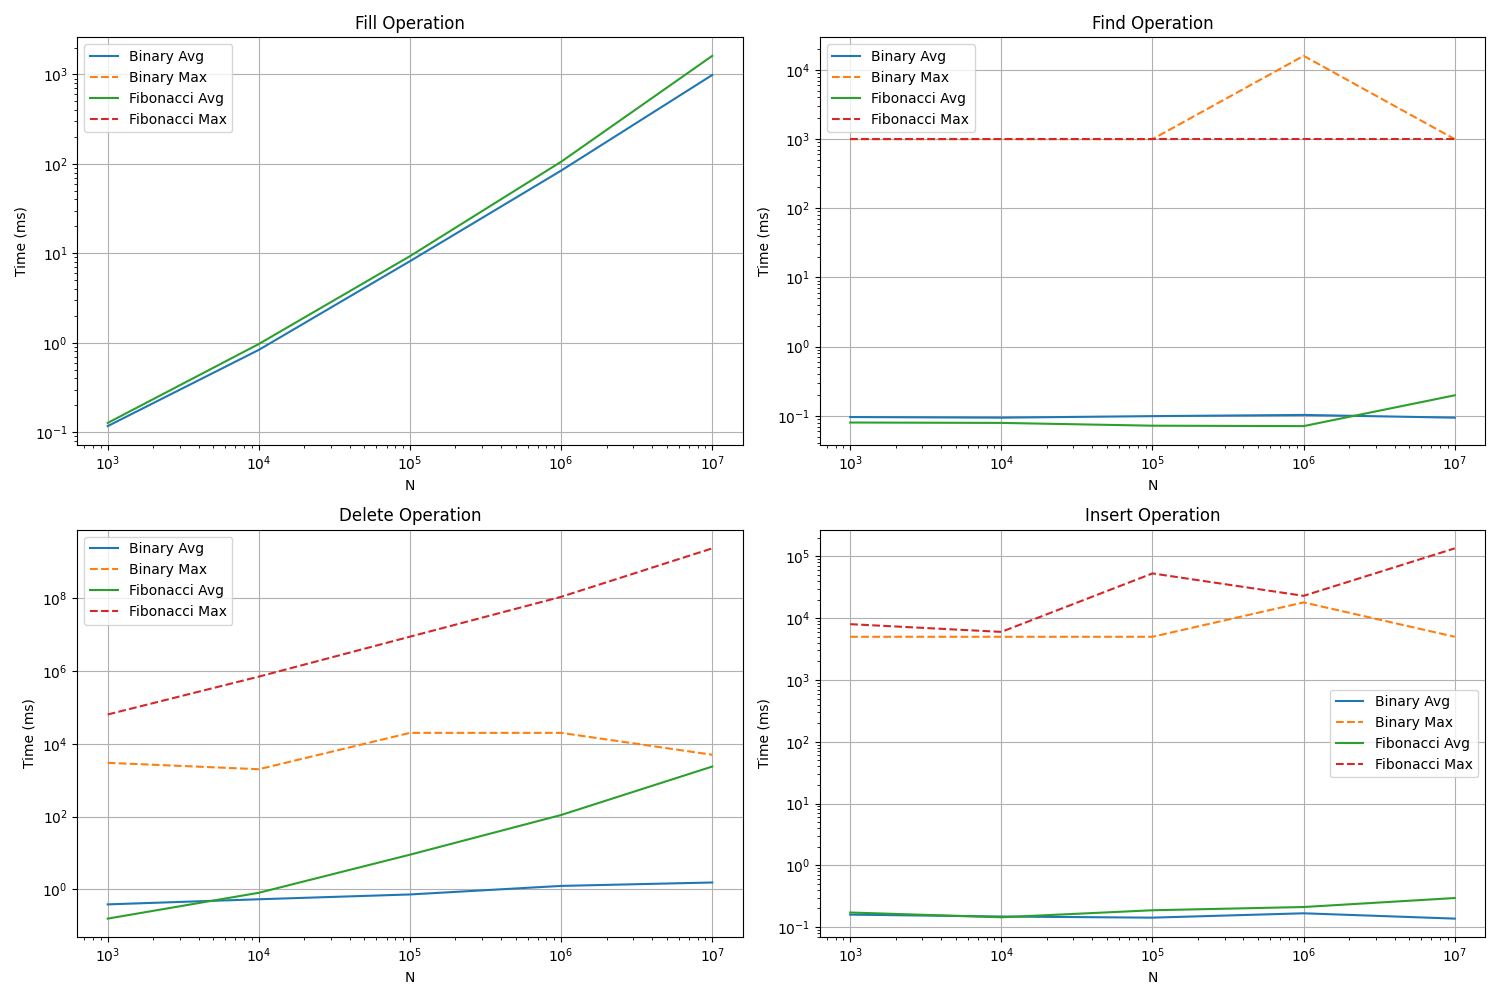 Fill Operation
Time (ms)
10³
10²
10¹
10⁰
10⁻¹
Binary Avg
Binary Max
Fibonacci Avg
Fibonacci Max
10³ 10⁴ 10⁵ 10⁶ 10⁷
N
Find Operation
Time (ms)
10⁴
10³
10²
10¹
10⁰
10⁻¹
Binary Avg
Binary Max
Fibonacci Avg
Fibonacci Max
10³ 10⁴ 10⁵ 10⁶ 10⁷
N
Delete Operation
Time (ms)
10⁸
10⁶
10⁴
10²
10⁰
Binary Avg
Binary Max
Fibonacci Avg
Fibonacci Max
10³ 10⁴ 10⁵ 10⁶ 10⁷
N
Insert Operation
Time (ms)
10⁵
10⁴
10³
10²
10¹
10⁰
10⁻¹
Binary Avg
Binary Max
Fibonacci Avg
Fibonacci Max
10³ 10⁴ 10⁵ 10⁶ 10⁷
N